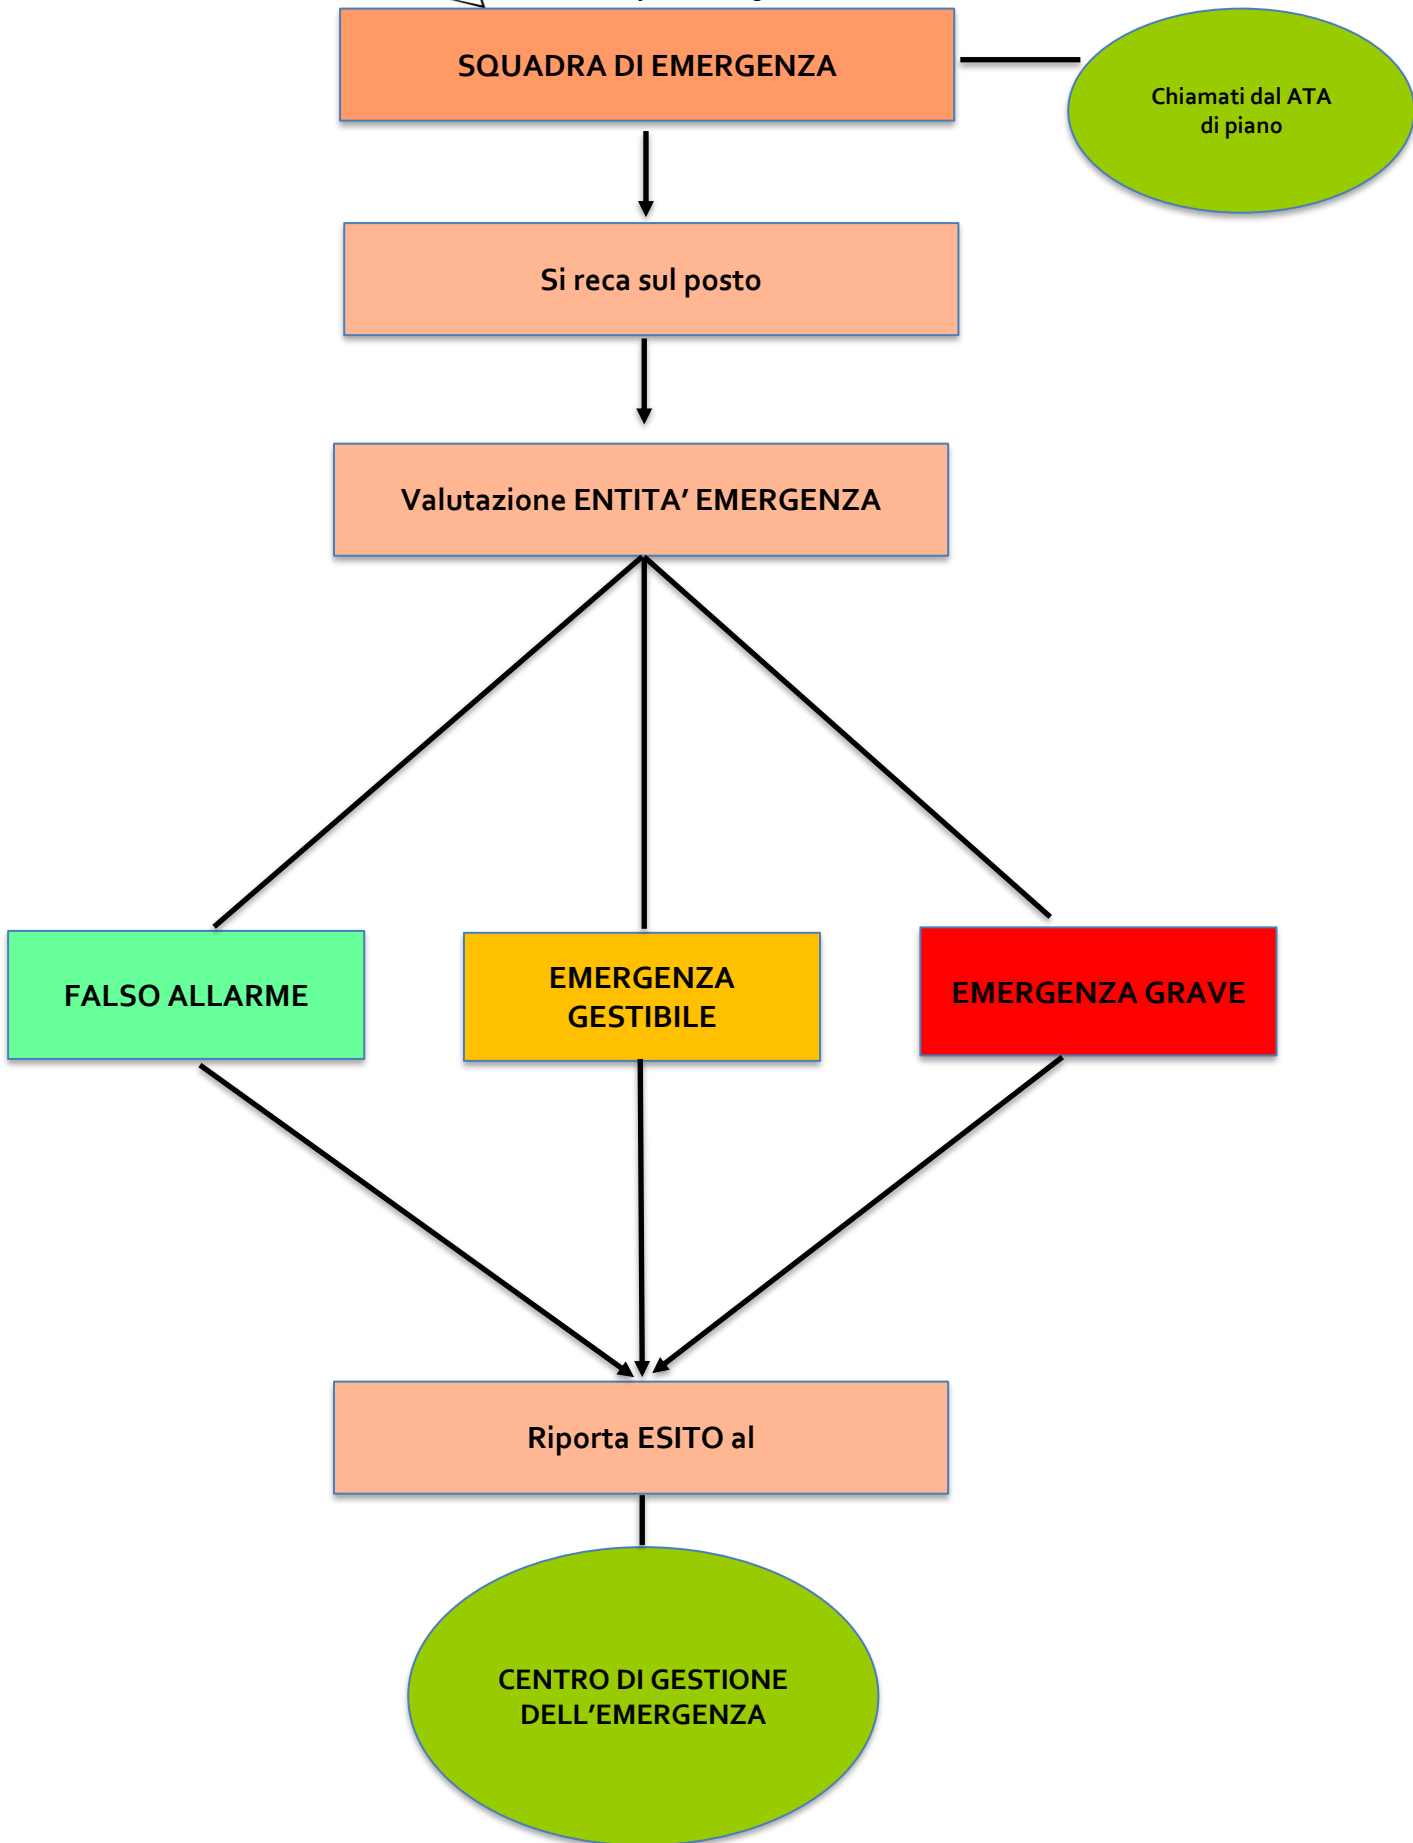 SQUADRA DI EMERGENZA
Chiamati dal ATA
di piano
Si reca sul posto
Valutazione ENTITA’ EMERGENZA
FALSO ALLARME
EMERGENZA
GESTIBILE
EMERGENZA GRAVE
Riporta ESITO al
CENTRO DI GESTIONE
DELL’EMERGENZA